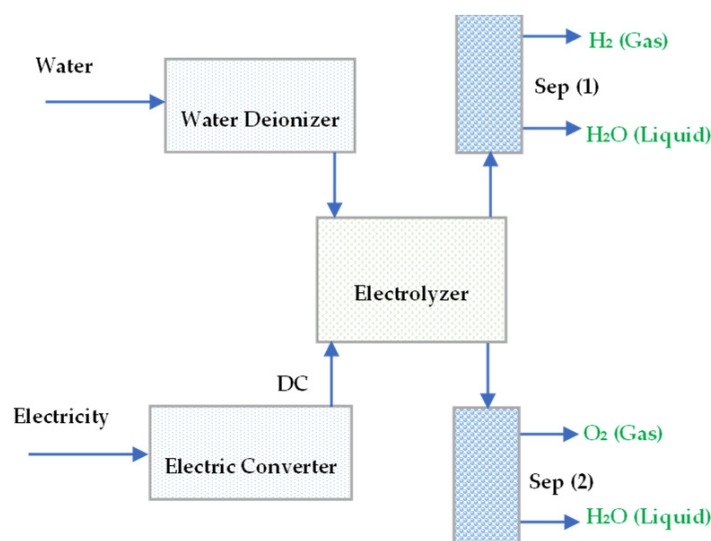 Water
Water Deionizer
H₂ (Gas)
Sep (1)
H₂O (Liquid)
Electrolyzer
DC
Electricity
Electric Converter
O₂ (Gas)
Sep (2)
H₂O (Liquid)